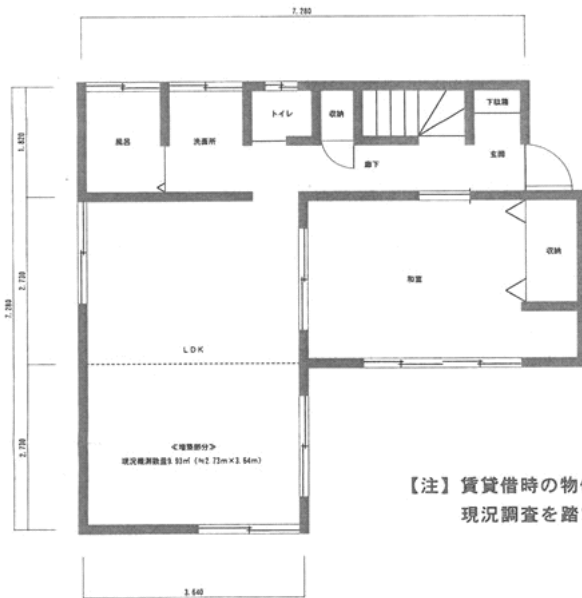 7.280
下駄箱
トイレ
収納
風呂
洗面所
玄関
廊下
1.820
収納
2.730
和室
7.280
LDK
≪増築部分≫
現況概測数量9.93㎡ (≒2.73m×3.64m)
2.730
【注】賃貸借時の物
現況調査を踏
3.640